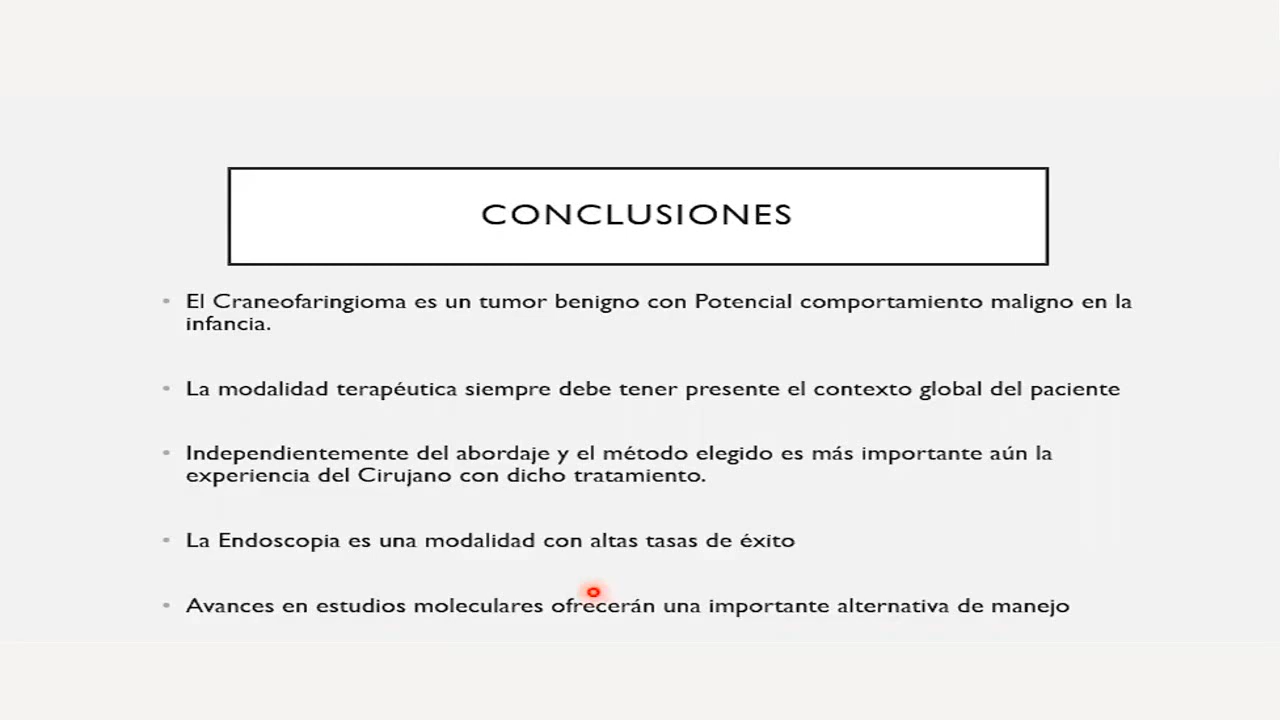 CONCLUSIONES
• El Craneofaringioma es un tumor benigno con Potencial comportamiento maligno en la
infancia.
• La modalidad terapéutica siempre debe tener presente el contexto global del paciente
• Independientemente del abordaje y el método elegido es más importante aún la
experiencia del Cirujano con dicho tratamiento.
• La Endoscopia es una modalidad con altas tasas de éxito
• Avances en estudios moleculares ofrecerán una importante alternativa de manejo